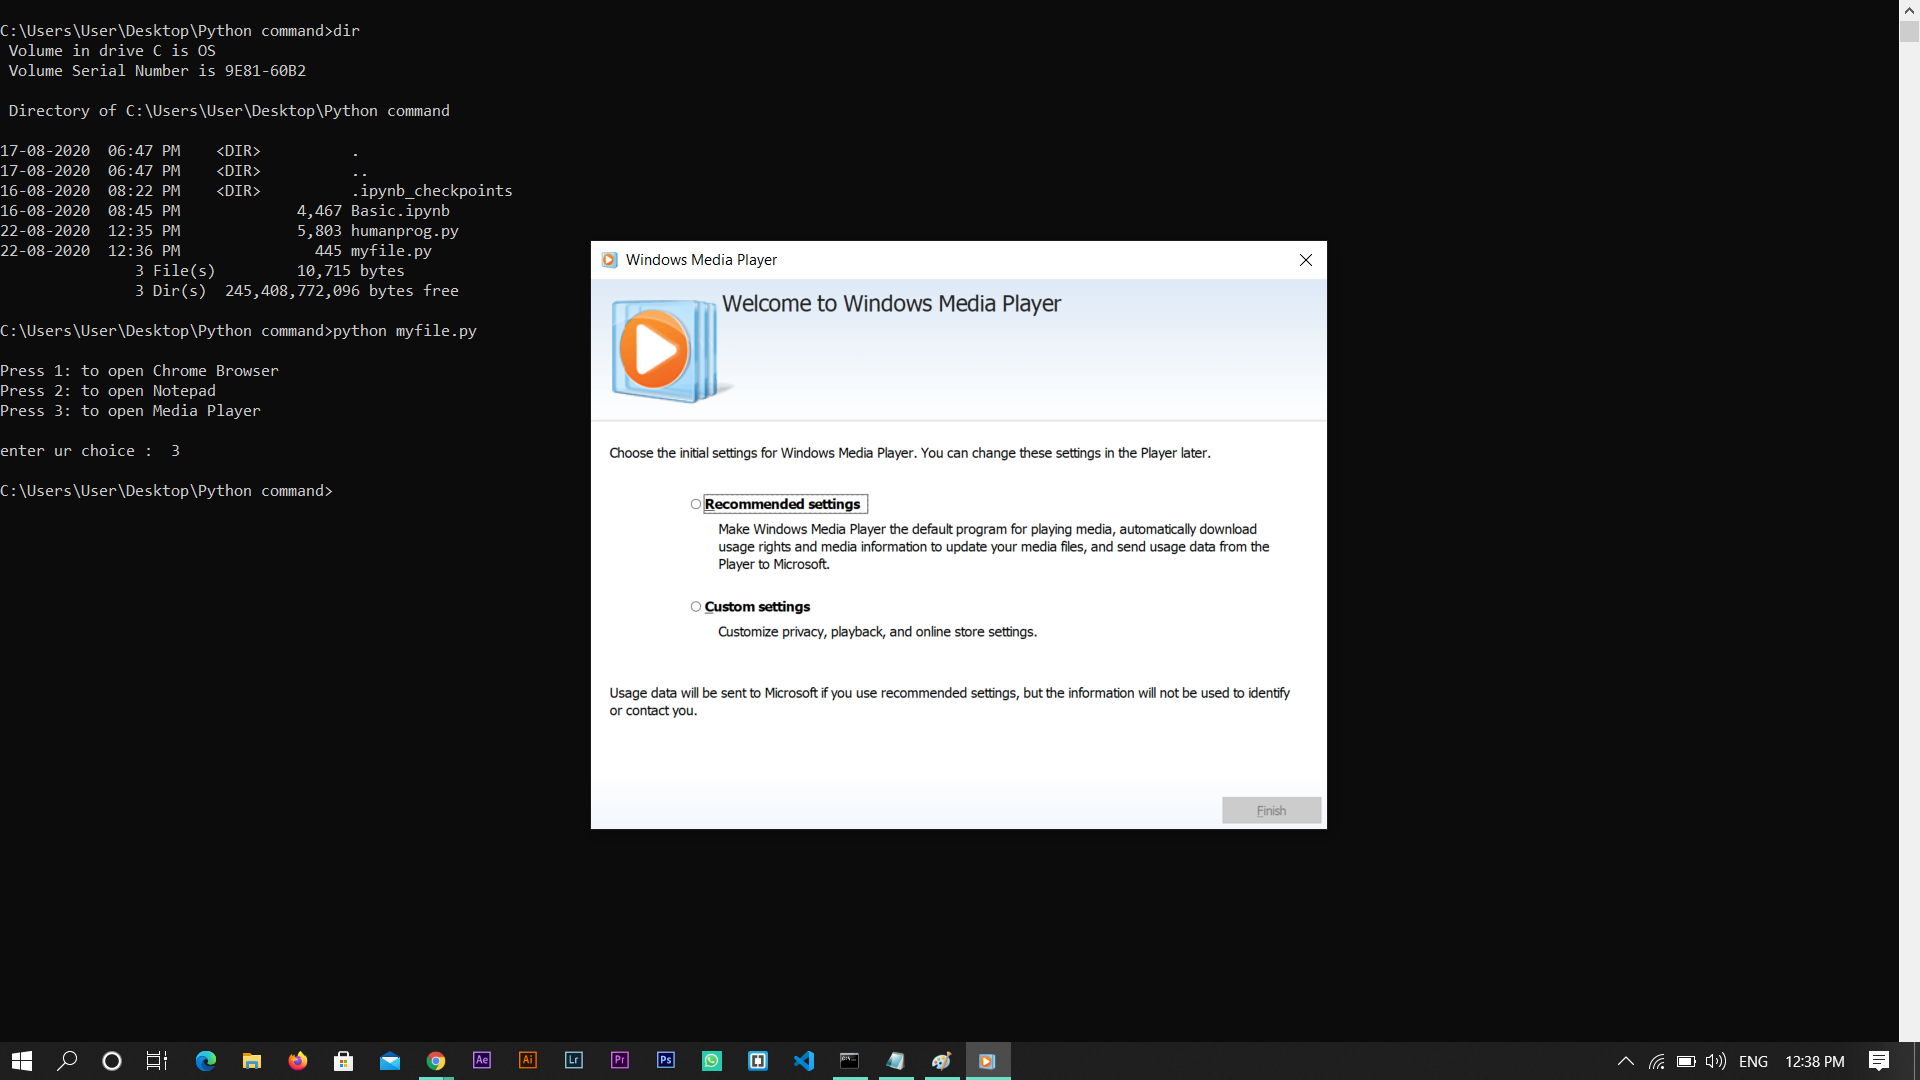 C:\Users\User\Desktop\Python command>dir
 Volume in drive C is OS
 Volume Serial Number is 9E81-60B2
 Directory of C:\Users\User\Desktop\Python command
17-08-2020  06:47 PM    <DIR>          .
17-08-2020  06:47 PM    <DIR>          ..
16-08-2020  08:22 PM    <DIR>          .ipynb_checkpoints
16-08-2020  08:45 PM             4,467 Basic.ipynb
22-08-2020  12:35 PM             5,803 humanprog.py
22-08-2020  12:36 PM               445 myfile.py
               3 File(s)         10,715 bytes
               3 Dir(s)  245,408,772,096 bytes free
C:\Users\User\Desktop\Python command>python myfile.py
Press 1: to open Chrome Browser
Press 2: to open Notepad
Press 3: to open Media Player
enter ur choice :  3
C:\Users\User\Desktop\Python command>
Windows Media Player
Welcome to Windows Media Player
Choose the initial settings for Windows Media Player. You can change these settings in the Player later.
Recommended settings
Make Windows Media Player the default program for playing media, automatically download
usage rights and media information to update your media files, and send usage data from the
Player to Microsoft.
Custom settings
Customize privacy, playback, and online store settings.
Usage data will be sent to Microsoft if you use recommended settings, but the information will not be used to identify
or contact you.
Finish
Ae Ai Lr Pr Ps ENG 12:38 PM